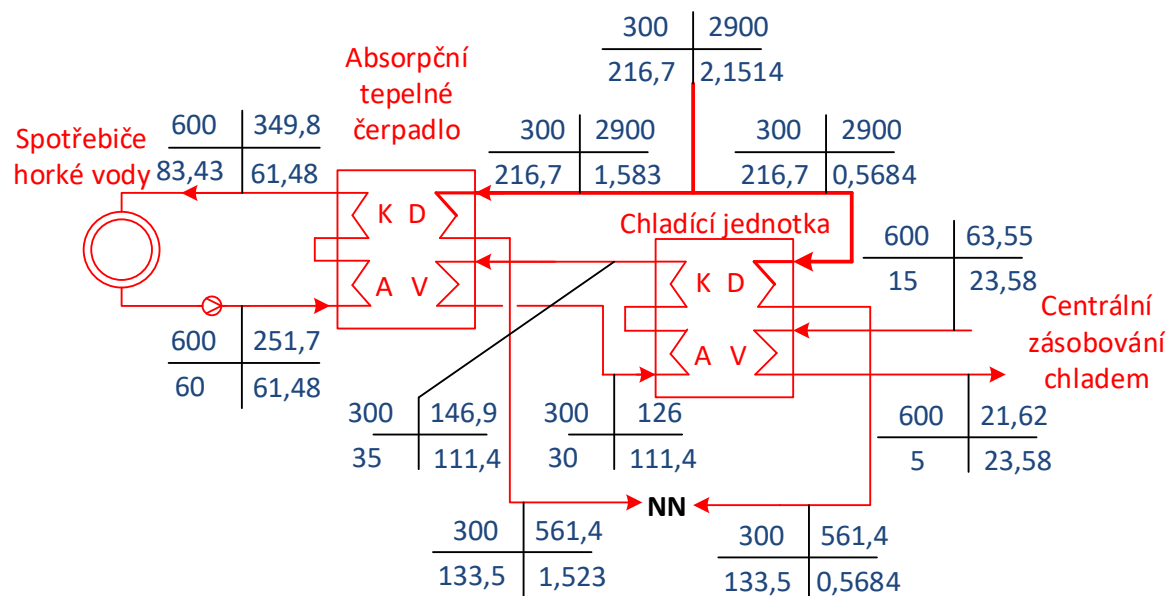 300 2900
216,7 2,1514
Absorpční
tepelné
čerpadlo
Spotřebiče
horké vody
600 349,8
83,43 61,48
300 2900
216,7 1,583
300 2900
216,7 0,5684
K D
A V
Chladící jednotka
K D
A V
600 63,55
15 23,58
Centrální
zásobování
chladem
600 251,7
60 61,48
300 146,9
35 111,4
300 126
30 111,4
600 21,62
5 23,58
NN
300 561,4
133,5 1,523
300 561,4
133,5 0,5684